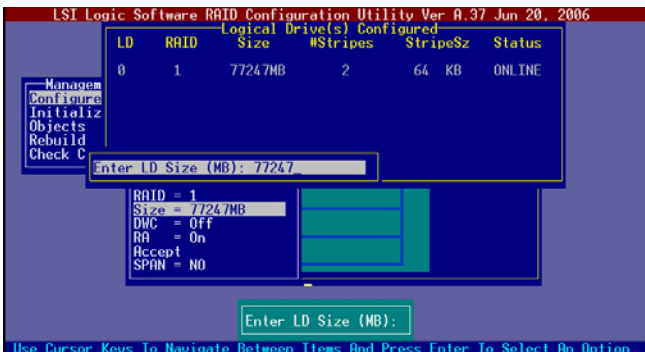 LSI Logic Software RAID Configuration Utility Ver A.37 Jun 20, 2006
Logical Drive(s) Configured
LD RAID Size #Stripes StripeSz Status
0 1 77247MB 2 64 KB ONLINE
Managem
Configure
Initializ
Objects
Rebuild
Check C
Enter LD Size (MB): 77247_
RAID = 1
Size = 77247MB
DWC = Off
RA = On
Accept
SPAN = NO
Enter LD Size (MB):
Use Cursor Keys To Navigate Between Items And Press Enter To Select An Option